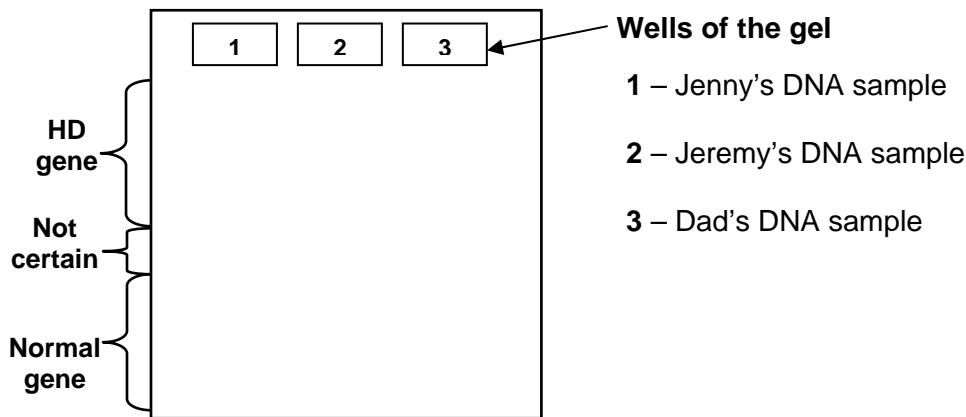 1 2 3
Wells of the gel
1 – Jenny’s DNA sample
2 – Jeremy’s DNA sample
3 – Dad’s DNA sample
HD
gene
Not
certain
Normal
gene